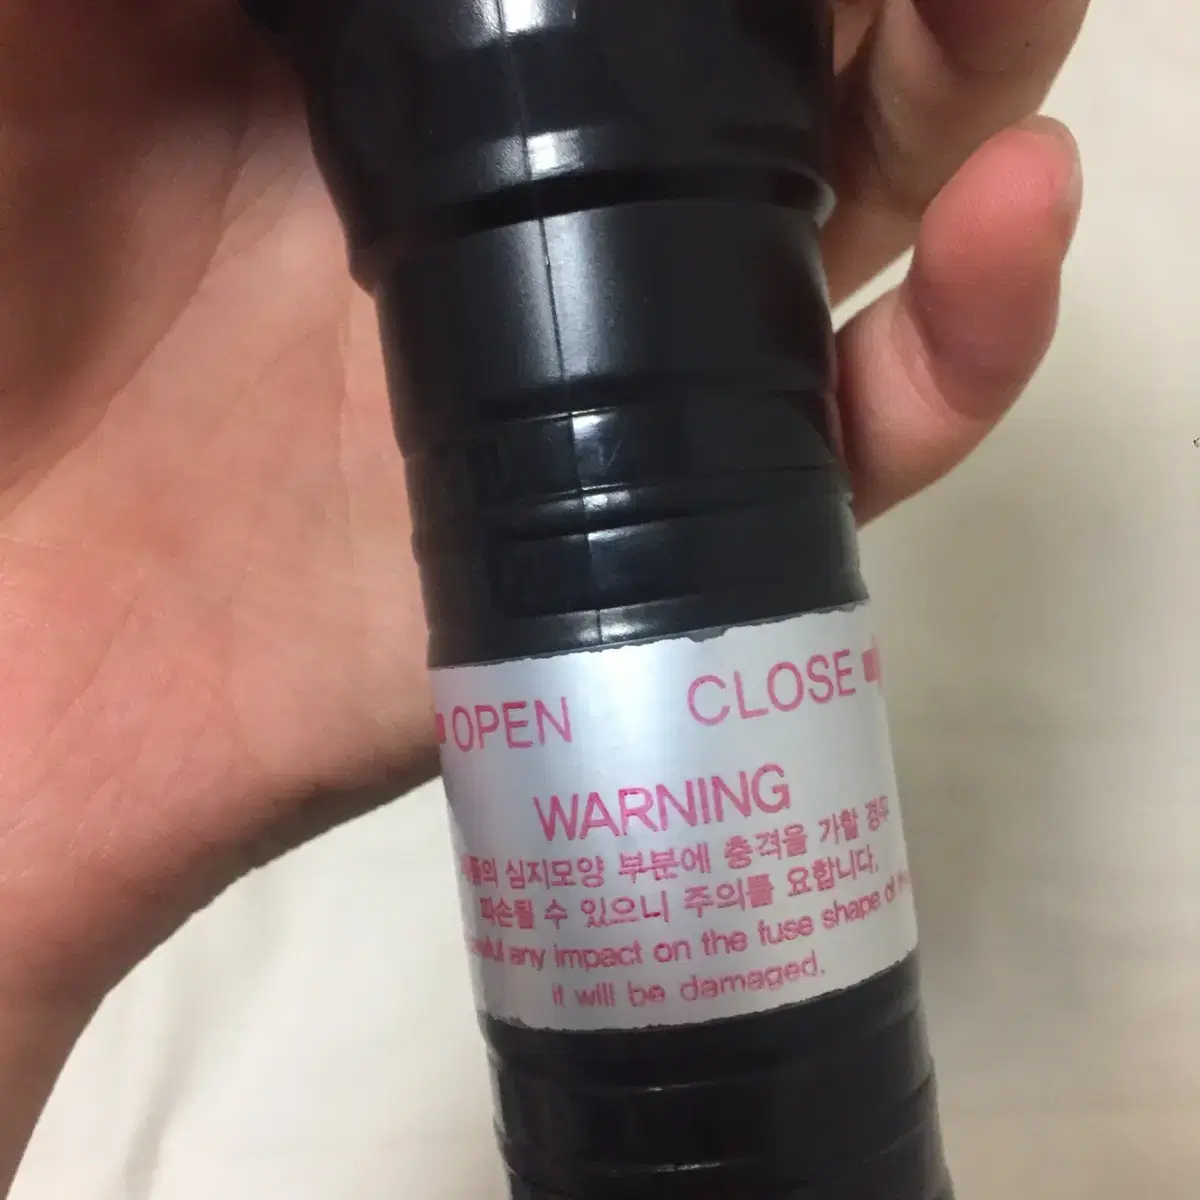 OPEN CLOSE
WARNING
심지모양 부분에 충격을 가할 경우
파손될 수 있으니 주의를 요합니다.
any impact on the fuse shape of
it will be damaged.